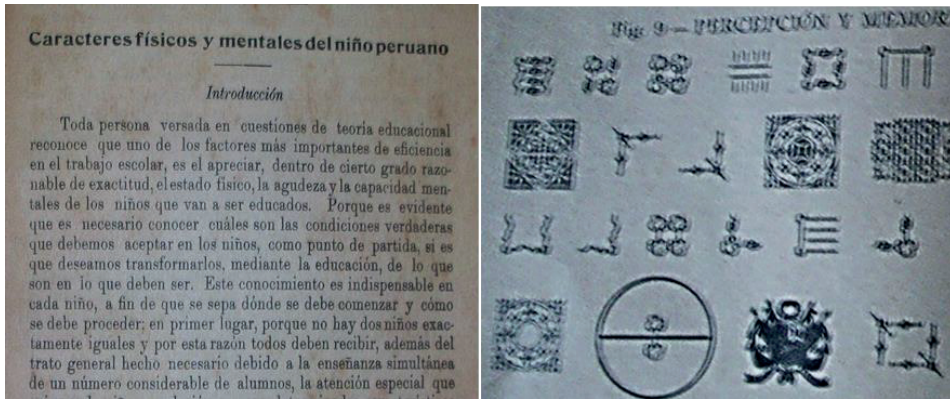 Caracteres físicos y mentales del niño peruano
Introducción
Toda persona versada en cuestiones de teoría educacional
reconoce que uno de los factores más importantes de eficiencia
en el trabajo escolar, es el apreciar, dentro de cierto grado razo-
nable de exactitud, el estado físico, la agudeza y la capacidad men-
tales de los niños que van a ser educados. Porque es evidente
que es necesario conocer cuáles son las condiciones verdaderas
que debemos aceptar en los niños, como punto de partida, si es
que deseamos transformarlos, mediante la educación, de lo que
son en lo que deben ser. Este conocimiento es indispensable en
cada niño, a fin de que se sepa dónde se debe comenzar y cómo
se debe proceder; en primer lugar, porque no hay dos niños exac-
tamente iguales y por esta razón todos deben recibir, además del
trato general hecho necesario debido a la enseñanza simultánea
de un número considerable de alumnos, la atención especial que
Fig. 9 — PERCEPCIÓN Y MEMOR